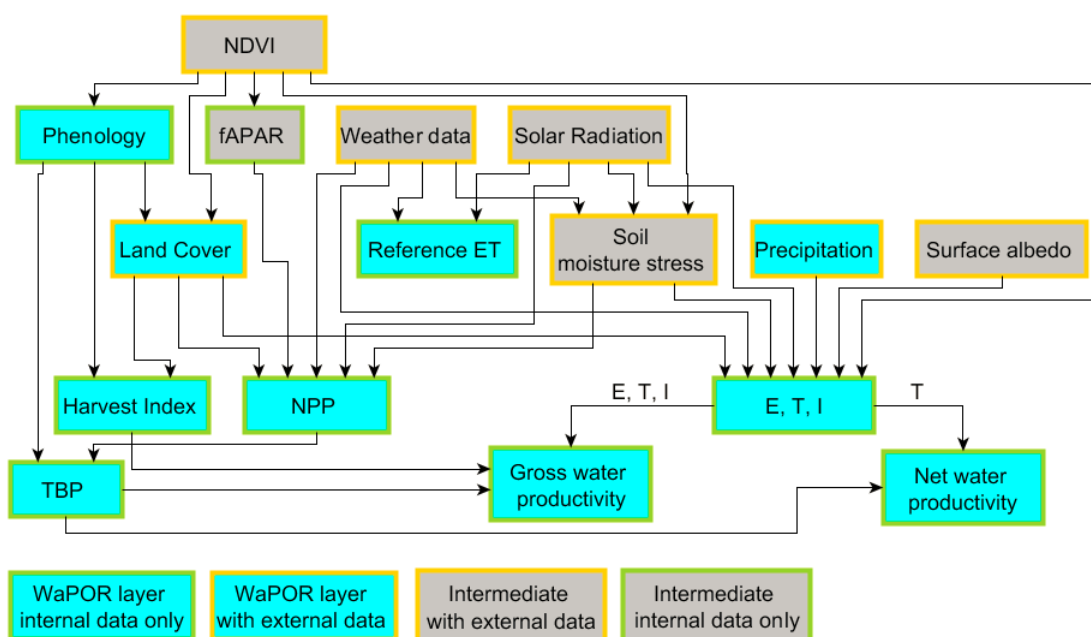 NDVI
Phenology
fAPAR
Weather data
Solar Radiation
Land Cover
Reference ET
Soil
moisture stress
Precipitation
Surface albedo
Harvest Index
NPP
E, T, I
E, T, I
T
TBP
Gross water
productivity
Net water
productivity
WaPOR layer
internal data only
WaPOR layer
with external data
Intermediate
with external data
Intermediate
internal data only